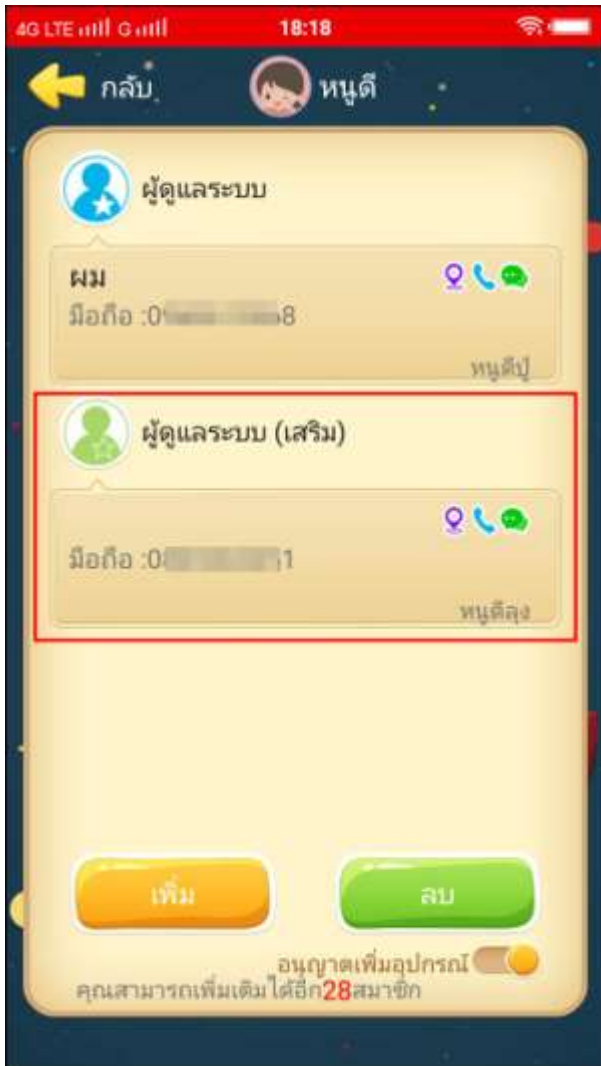 4G LTE G 18:18
กลับ หนูดี
ผู้ดูแลระบบ
ผม
มือถือ :0 8
หนูดีปู่
ผู้ดูแลระบบ (เสริม)
มือถือ :0 1
หนูดีลุง
เพิ่ม ลบ
อนุญาตเพิ่มอุปกรณ์
คุณสามารถเพิ่มเติมได้อีก28สมาชิก